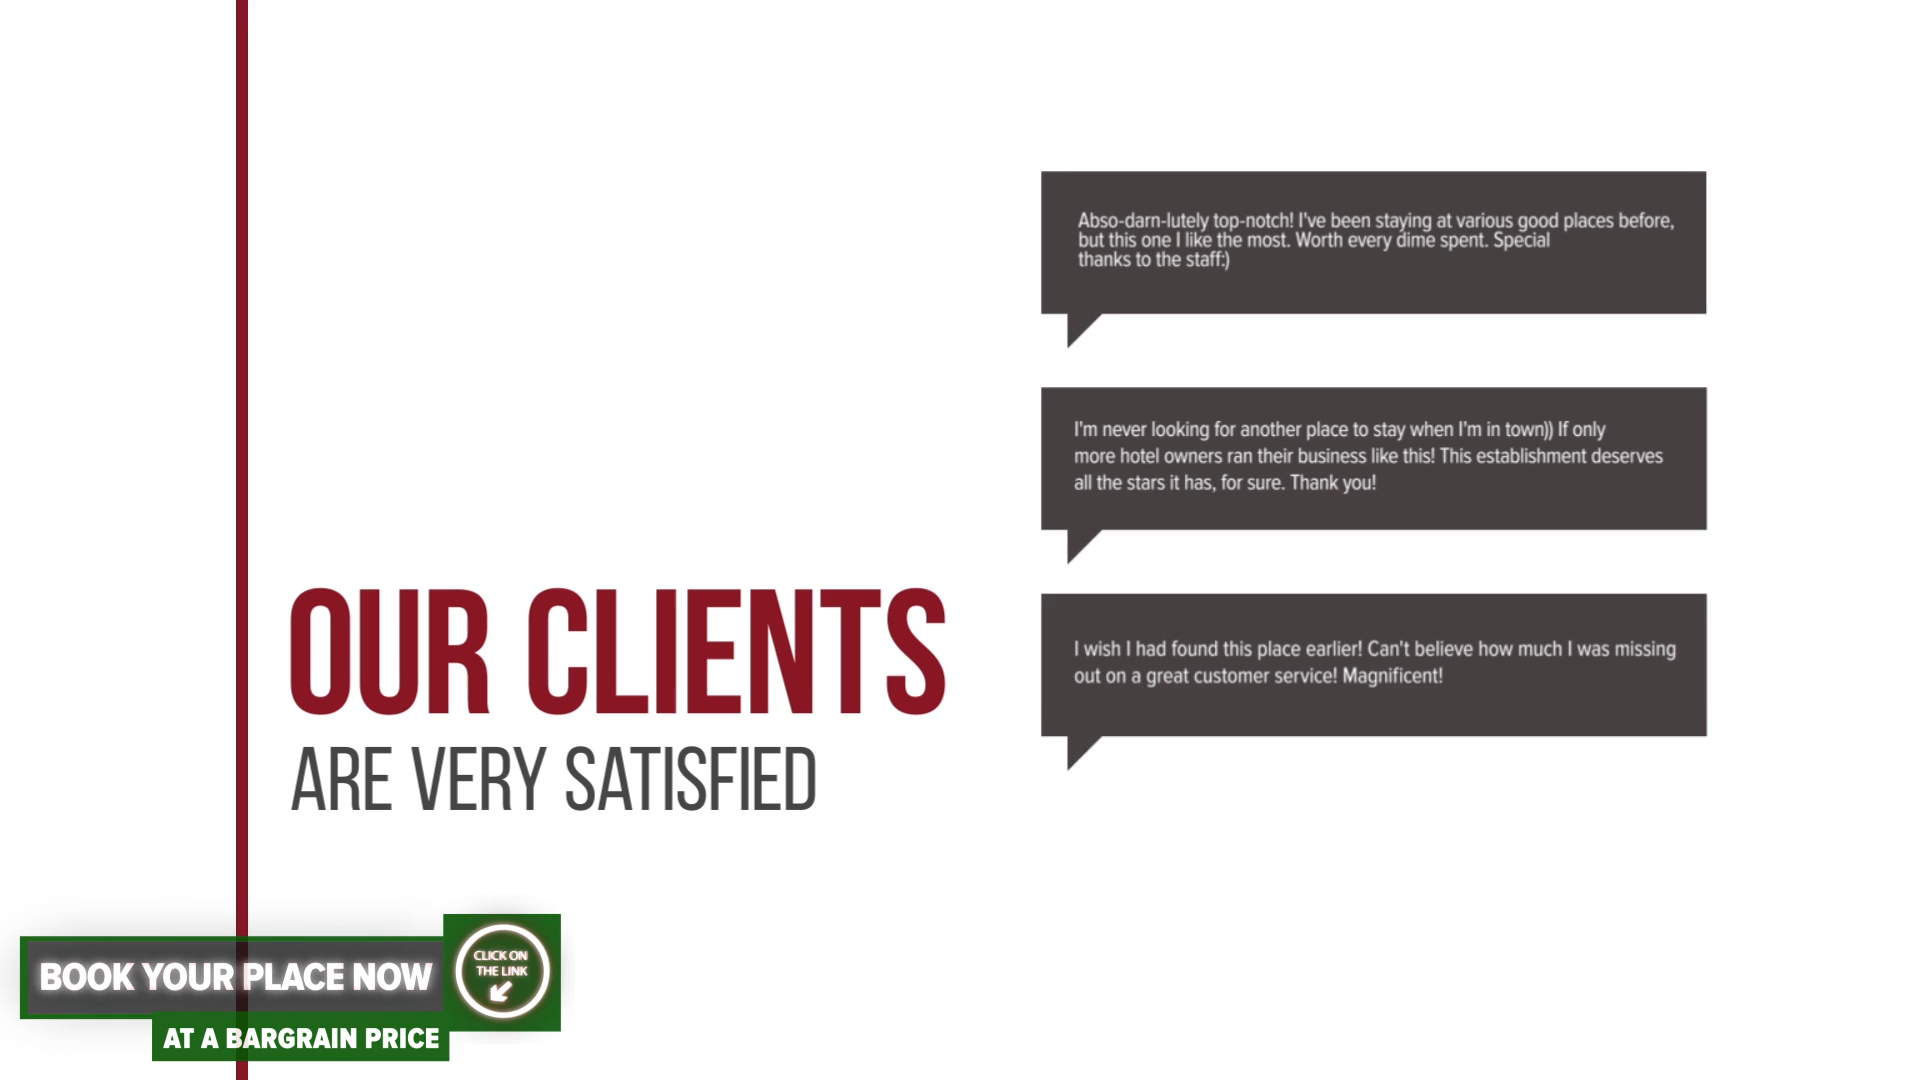 Abso-darn-lutely top-notch! I've been staying at various good places before,
but this one I like the most. Worth every dime spent. Special
thanks to the staff:)
I'm never looking for another place to stay when I'm in town)) If only
more hotel owners ran their business like this! This establishment deserves
all the stars it has, for sure. Thank you!
I wish I had found this place earlier! Can't believe how much I was missing
out on a great customer service! Magnificent!
OUR CLIENTS
ARE VERY SATISFIED
BOOK YOUR PLACE NOW
CLICK ON
THE LINK
AT A BARGRAIN PRICE